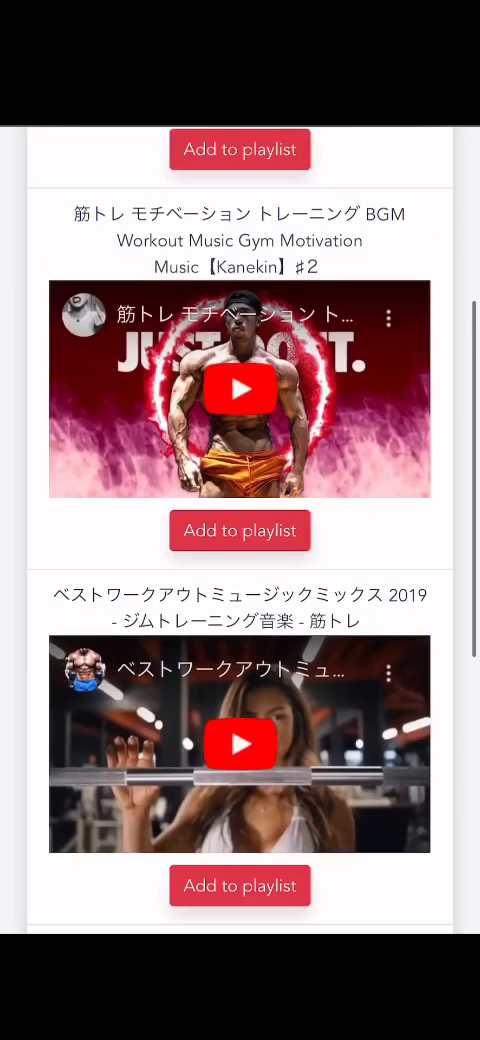 Add to playlist
筋トレ モチベーション トレーニング BGM
Workout Music Gym Motivation
Music【Kanekin】♯2
筋トレ モチベーション ト...
JUST DO IT.
Add to playlist
ベストワークアウトミュージックミックス 2019
- ジムトレーニング音楽 - 筋トレ
ベストワークアウトミュ...
Add to playlist